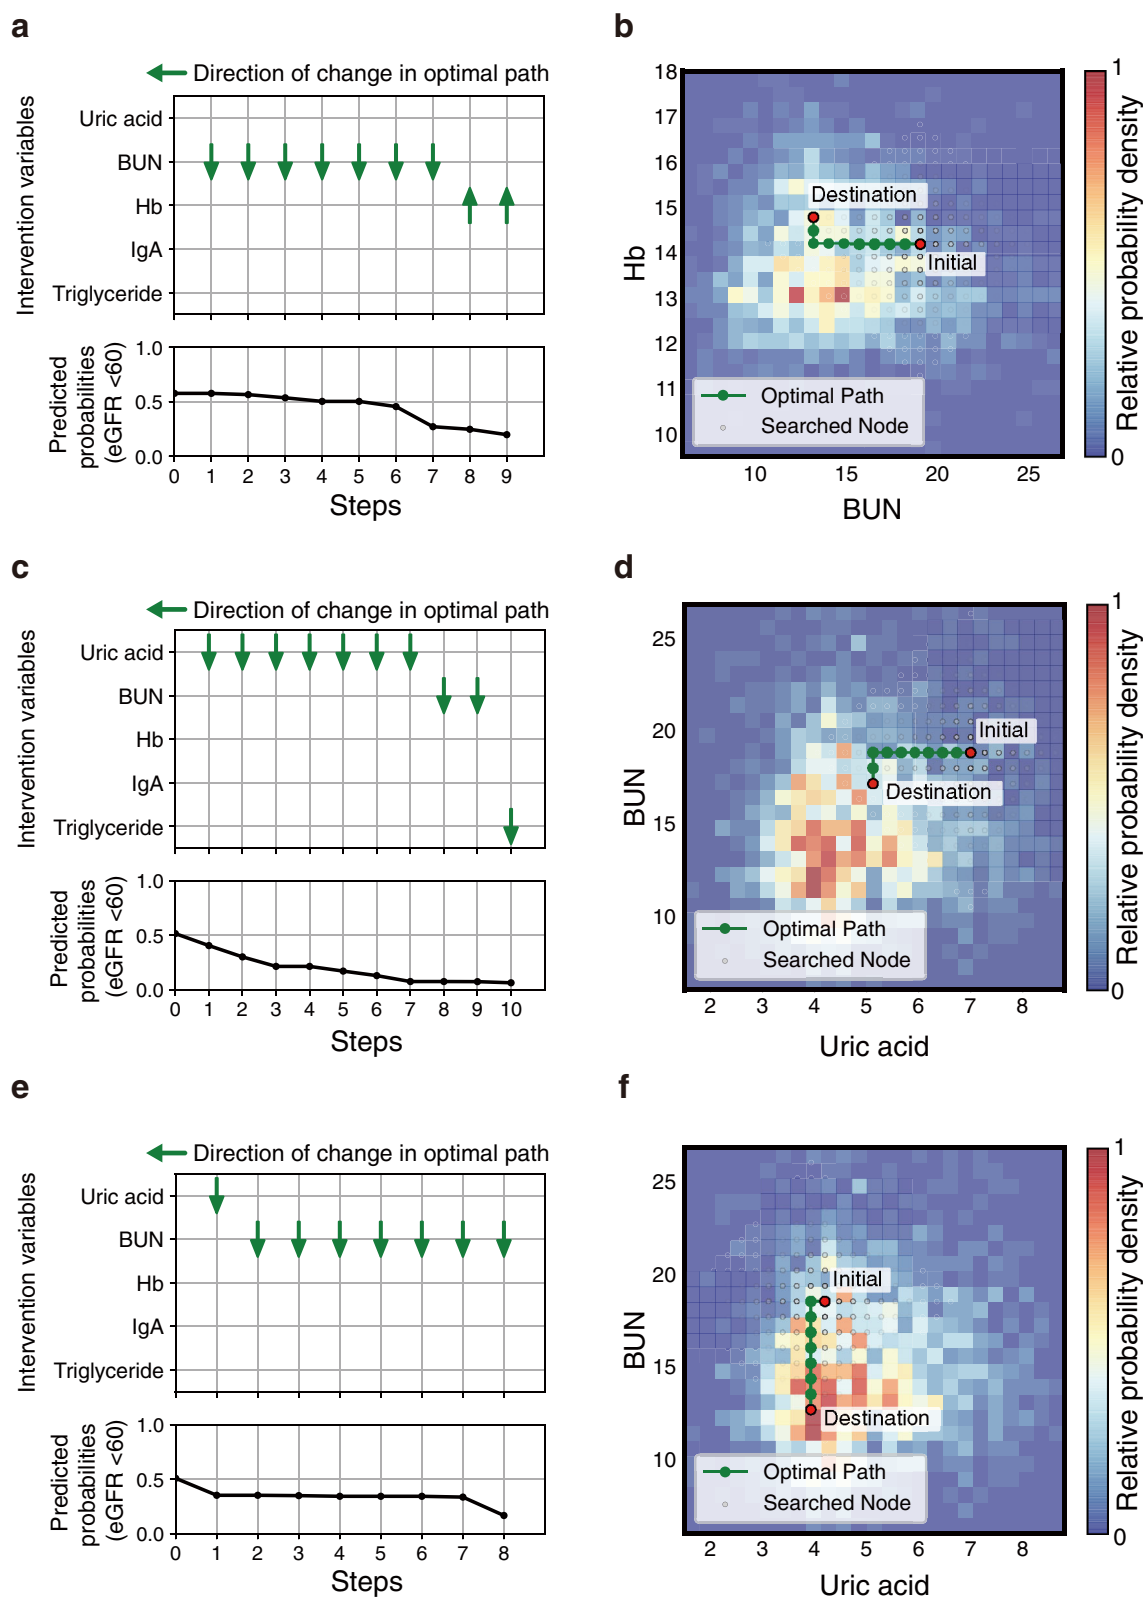 a
Direction of change in optimal path
Intervention variables
Uric acid
BUN
Hb
IgA
Triglyceride
Predicted
probabilities
(eGFR <60)
1.0
0.5
0.0
0 1 2 3 4 5 6 7 8 9
Steps
b
Hb
18
17
16
15
14
13
12
11
10
Destination
Initial
Optimal Path
Searched Node
10 15 20 25
BUN
1
0
Relative probability density
c
Direction of change in optimal path
Intervention variables
Uric acid
BUN
Hb
IgA
Triglyceride
Predicted
probabilities
(eGFR <60)
1.0
0.5
0.0
0 1 2 3 4 5 6 7 8 9 10
Steps
d
BUN
25
20
15
10
Initial
Destination
Optimal Path
Searched Node
2 3 4 5 6 7 8
Uric acid
1
0
Relative probability density
e
Direction of change in optimal path
Intervention variables
Uric acid
BUN
Hb
IgA
Triglyceride
Predicted
probabilities
(eGFR <60)
1.0
0.5
0.0
0 1 2 3 4 5 6 7 8
Steps
f
BUN
25
20
15
10
Initial
Destination
Optimal Path
Searched Node
2 3 4 5 6 7 8
Uric acid
1
0
Relative probability density